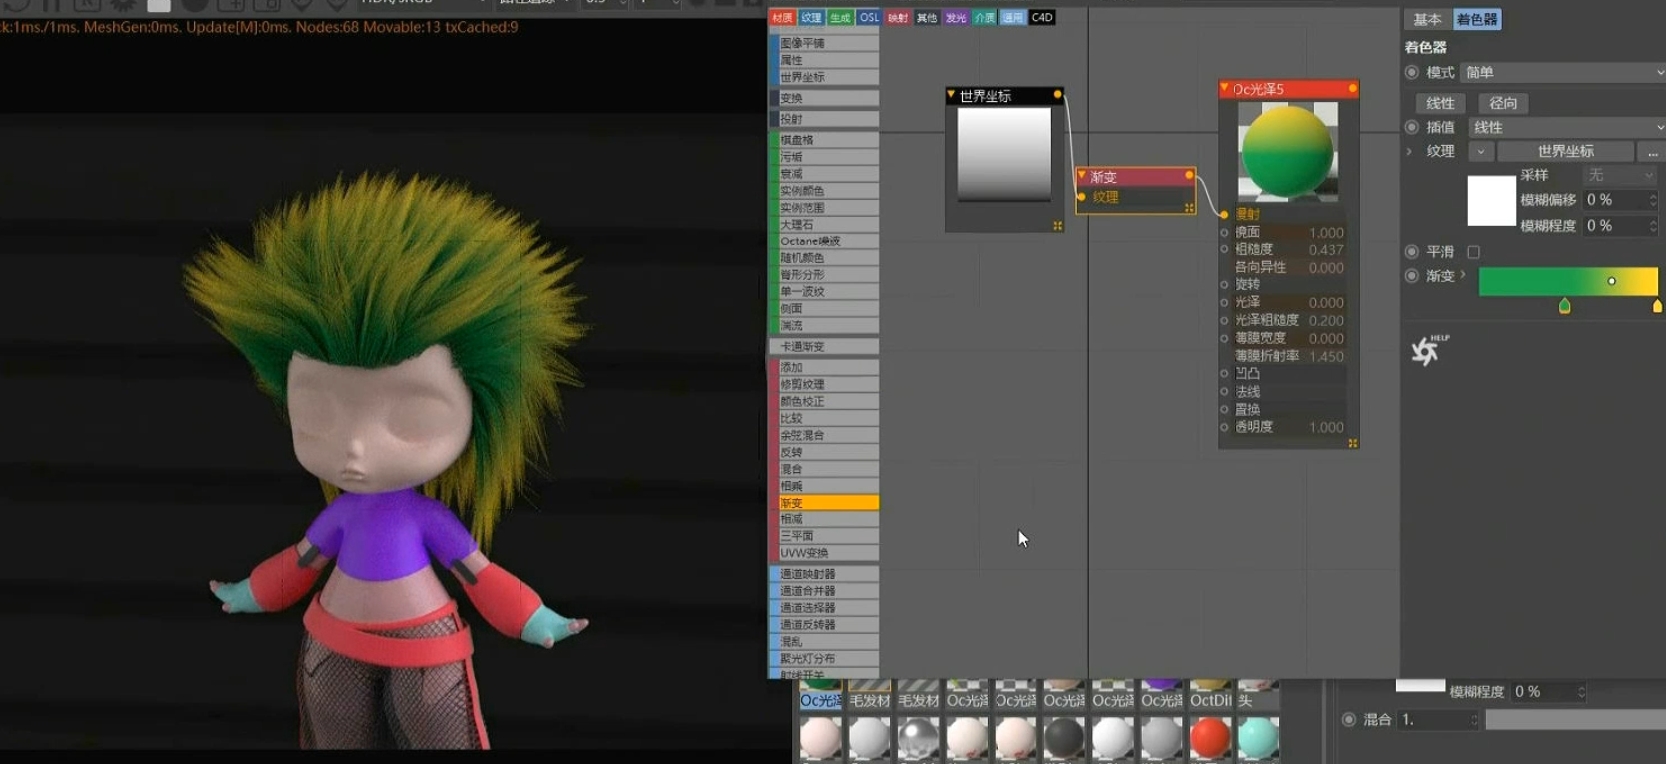 k:1ms./1ms. MeshGen:0ms. Update[M]:0ms. Nodes:68 Movable:13 txCached:9
材质 纹理 生成 OSL 映射 其他 发光 介质 通用 C4D
图像平铺
属性
世界坐标
变换
投射
棋盘格
污垢
衰减
实例颜色
实例范围
大理石
Octane噪波
随机颜色
脊形分形
单一波纹
侧面
湍流
卡通渐变
添加
修剪纹理
颜色校正
比较
余弦混合
反转
混合
相乘
渐变
相减
三平面
UVW变换
通道映射器
通道合并器
通道选择器
通道反转器
混乱
聚光灯分布
射线开关
世界坐标
渐变
纹理
Oc光泽5
漫射
镜面 1.000
粗糙度 0.437
各向异性 0.000
旋转
光泽 0.000
光泽粗糙度 0.200
薄膜宽度 0.000
薄膜折射率 1.450
凹凸
法线
置换
透明度 1.000
基本 着色器
着色器
模式 简单
线性 径向
插值 线性
纹理 世界坐标 ...
采样 无
模糊偏移 0 %
模糊程度 0 %
平滑
渐变
HELP
Oc光泽 毛发材 毛发材 Oc光泽 Oc光泽 Oc光泽 Oc光泽 Oc光泽 OctDif 头
模糊程度 0 %
混合 1.